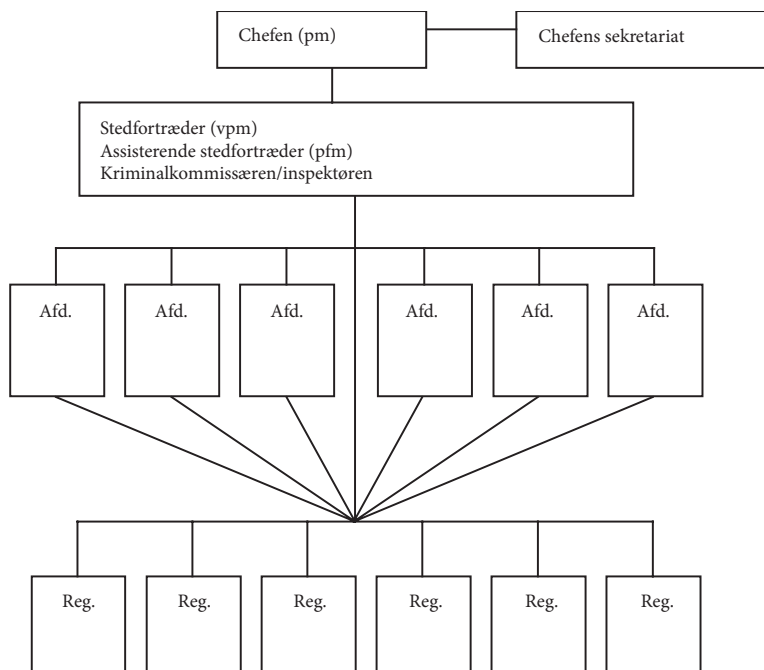 Chefen (pm)
Chefens sekretariat
Stedfortræder (vpm)
Assisterende stedfortræder (pfm)
Kriminalkommissæren/inspektøren
Afd.
Afd.
Afd.
Afd.
Afd.
Afd.
Reg.
Reg.
Reg.
Reg.
Reg.
Reg.